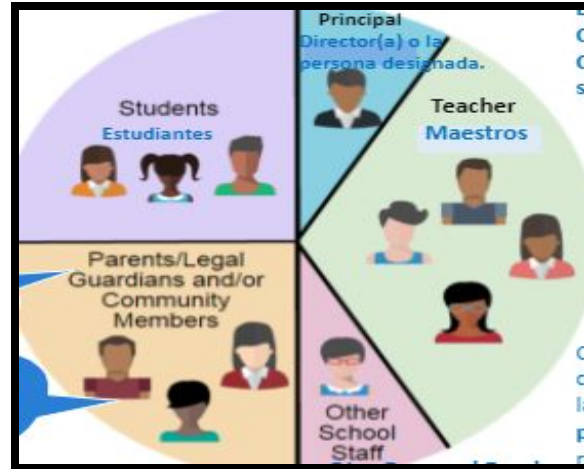 Principal
Director(a) o la
persona designada.
Students
Estudiantes
Teacher
Maestros
Parents/Legal
Guardians and/or
Community
Members
Other
School
Staff